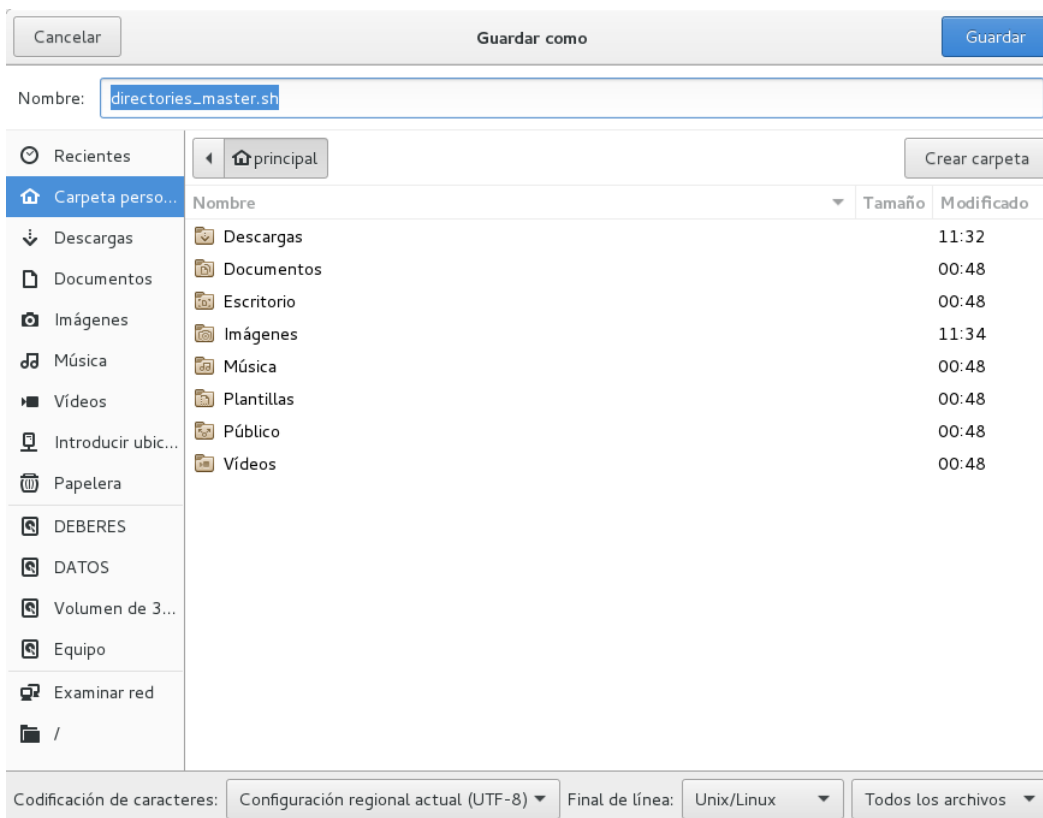 Cancelar Guardar como Guardar
Nombre: directories_master.sh
Recientes
Carpeta perso...
Descargas
Documentos
Imágenes
Música
Vídeos
Introducir ubic...
Papelera
DEBERES
DATOS
Volumen de 3...
Equipo
Examinar red
/
principal Crear carpeta
Nombre Tamaño Modificado
Descargas 11:32
Documentos 00:48
Escritorio 00:48
Imágenes 11:34
Música 00:48
Plantillas 00:48
Público 00:48
Vídeos 00:48
Codificación de caracteres: Configuración regional actual (UTF-8) Final de línea: Unix/Linux Todos los archivos